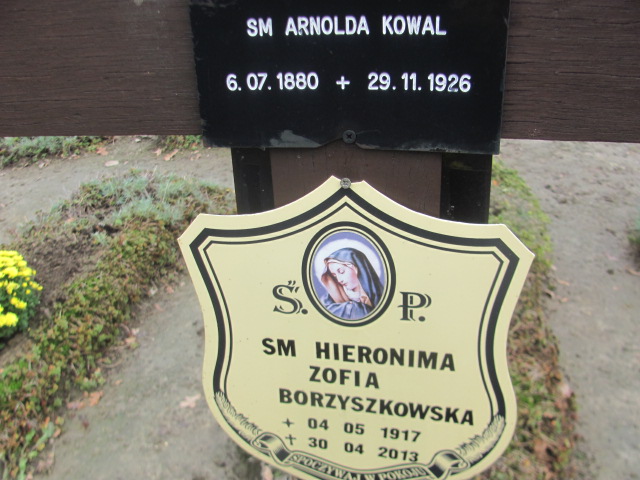 SM ARNOLDA KOWAL
6.07.1880 + 29.11.1926
Ś. P.
SM HIERONIMA
ZOFIA
BORZYSZKOWSKA
+ 04 05 1917
+ 30 04 2013
SPOCZYWAJ W POKOJU